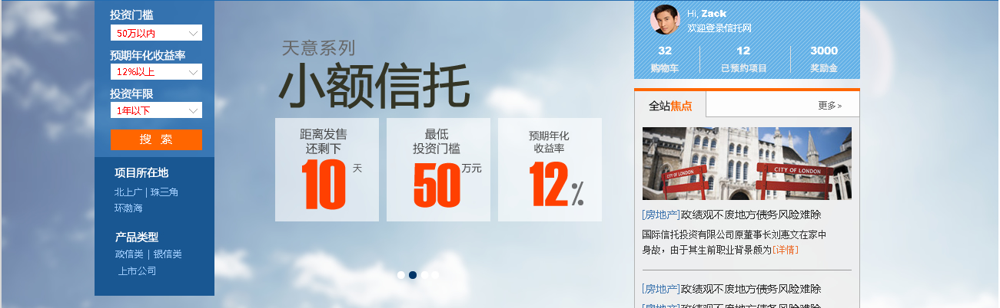 投资门槛
50万以内
预期年化收益率
12%以上
投资年限
1年以下
搜 索
项目所在地
北上广 | 珠三角
环渤海
产品类型
政信类 | 银信类
上市公司
天意系列
小额信托
距离发售
还剩下
10 天
最低
投资门槛
50 万元
预期年化
收益率
12%
Hi, Zack
欢迎登录信托网
32 12 3000
购物车 已预约项目 奖励金
全站焦点 更多>
CITY OF LONDON
CITY OF LONDON
[房地产]政绩观不废地方债务风险难除
国际信托投资有限公司原董事长刘惠文在家中
身故，由于其生前职业背景颇为[详情]
[房地产]政绩观不废地方债务风险难除
[房地产]政绩观不废地方债务风险难除